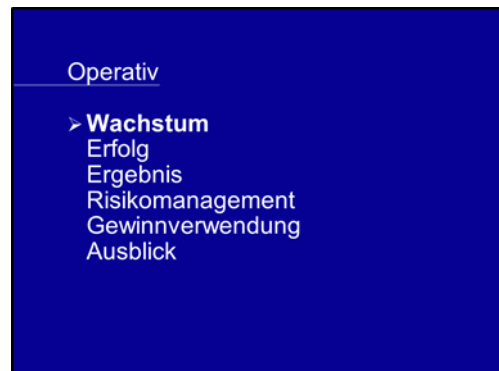 Operativ
➢ Wachstum
Erfolg
Ergebnis
Risikomanagement
Gewinnverwendung
Ausblick